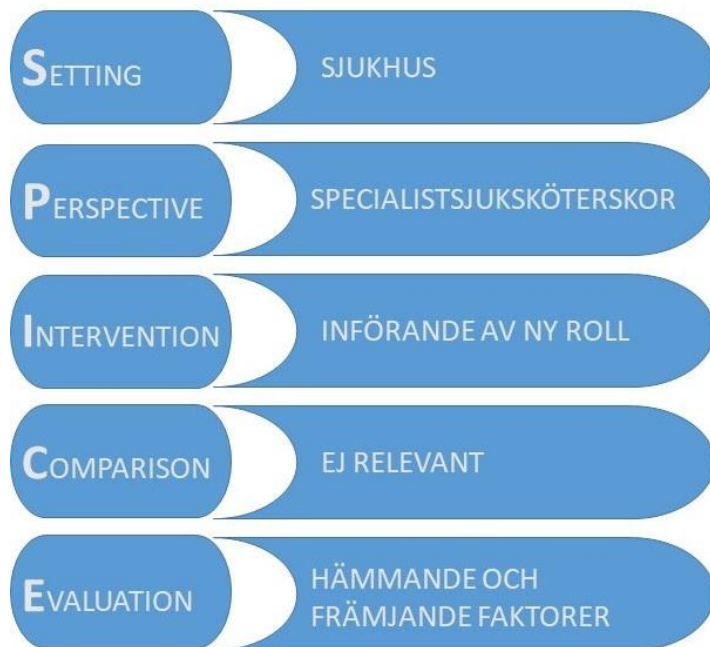 SETTING
SJUKHUS
PERSPECTIVE
SPECIALISTSJUKSKÖTERSKOR
INTERVENTION
INFÖRANDE AV NY ROLL
COMPARISON
EJ RELEVANT
EVALUATION
HÄMMANDE OCH
FRÄMJANDE FAKTORER